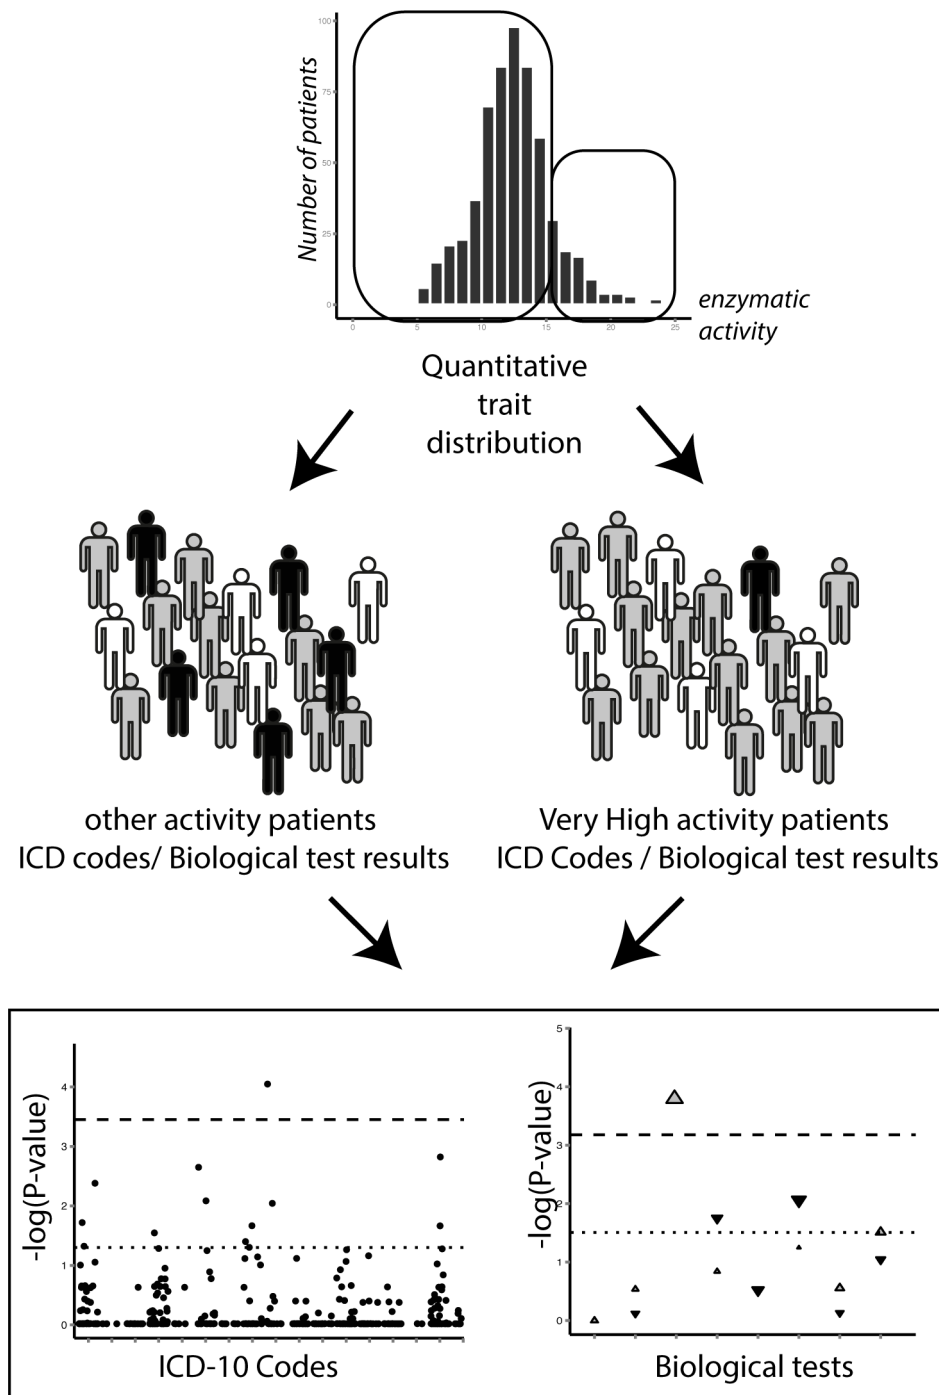 100
75
50
25
0
Number of patients
0 5 10 15 20 25
enzymatic
activity
Quantitative
trait
distribution
other activity patients
ICD codes/ Biological test results
Very High activity patients
ICD Codes / Biological test results
4
3
2
1
0
-log(P-value)
ICD-10 Codes
5
4
3
2
1
0
-log(P-value)
Biological tests